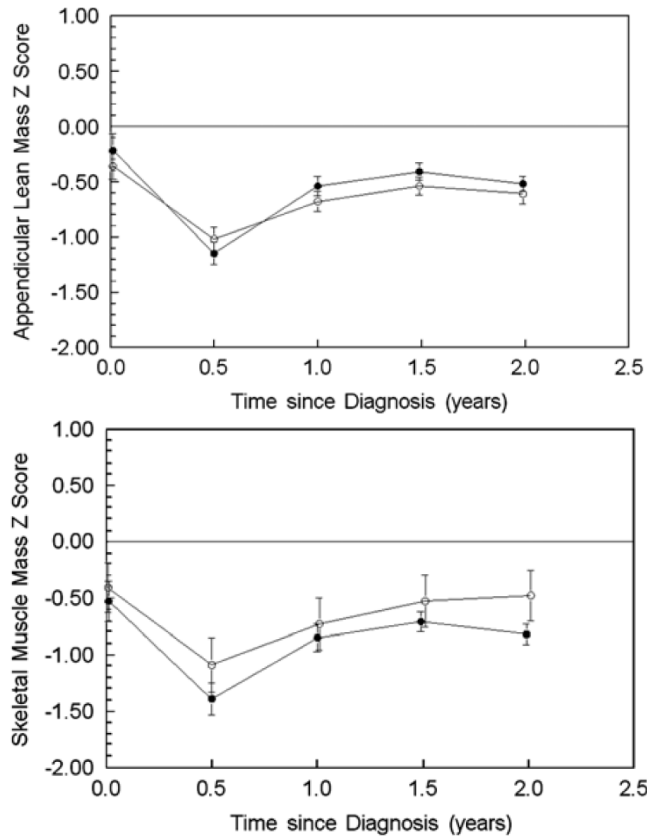 1.00
0.50
0.00
-0.50
-1.00
-1.50
-2.00
Appendicular Lean Mass Z Score
0.0 0.5 1.0 1.5 2.0 2.5
Time since Diagnosis (years)
1.00
0.50
0.00
-0.50
-1.00
-1.50
-2.00
Skeletal Muscle Mass Z Score
0.0 0.5 1.0 1.5 2.0 2.5
Time since Diagnosis (years)